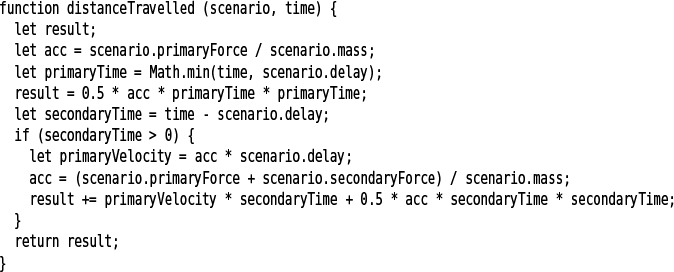 function distanceTravelled (scenario, time) {
  let result;
  let acc = scenario.primaryForce / scenario.mass;
  let primaryTime = Math.min(time, scenario.delay);
  result = 0.5 * acc * primaryTime * primaryTime;
  let secondaryTime = time - scenario.delay;
  if (secondaryTime > 0) {
    let primaryVelocity = acc * scenario.delay;
    acc = (scenario.primaryForce + scenario.secondaryForce) / scenario.mass;
    result += primaryVelocity * secondaryTime + 0.5 * acc * secondaryTime * secondaryTime;
  }
  return result;
}